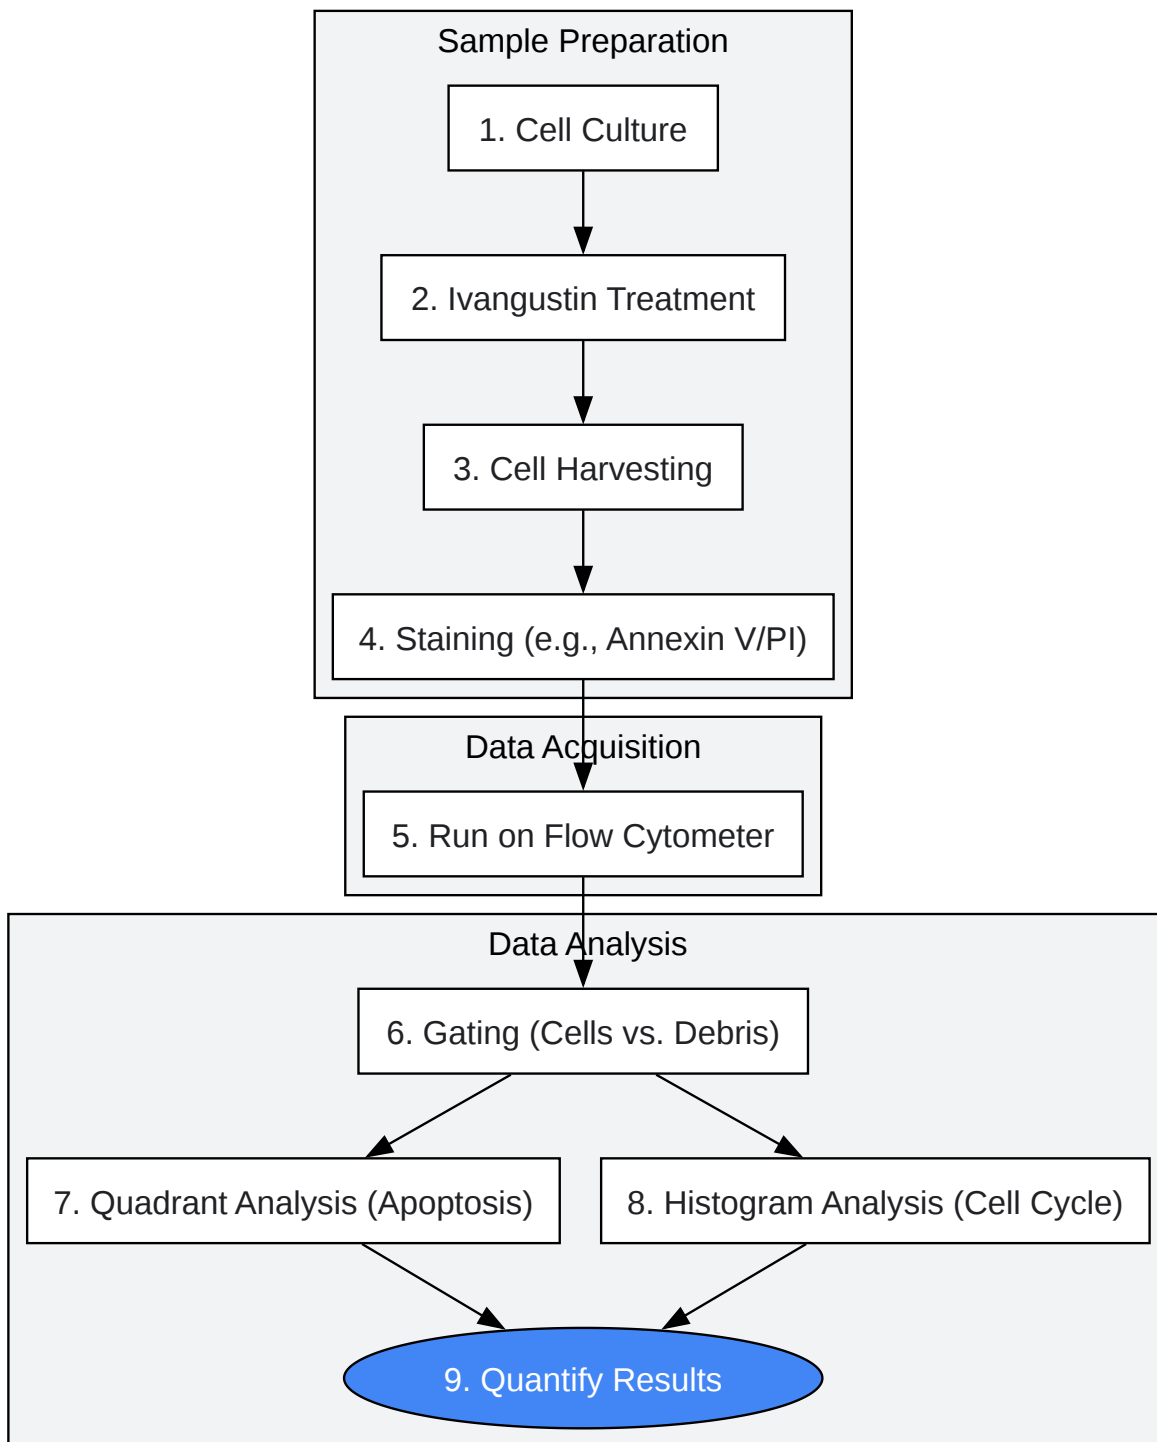 Sample Preparation
1. Cell Culture
2. Ivangustin Treatment
3. Cell Harvesting
4. Staining (e.g., Annexin V/PI)
Data Acquisition
5. Run on Flow Cytometer
Data Analysis
6. Gating (Cells vs. Debris)
7. Quadrant Analysis (Apoptosis)
8. Histogram Analysis (Cell Cycle)
9. Quantify Results